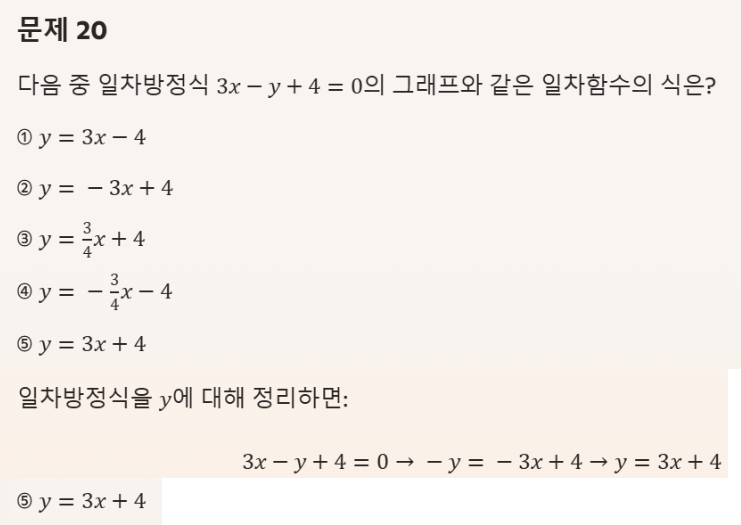 문제 20
다음 중 일차방정식 3x − y + 4 = 0의 그래프와 같은 일차함수의 식은?
① y = 3x − 4
② y = − 3x + 4
③ y = 3/4 x + 4
④ y = − 3/4 x − 4
⑤ y = 3x + 4
일차방정식을 y에 대해 정리하면:
3x − y + 4 = 0 → − y = − 3x + 4 → y = 3x + 4
⑤ y = 3x + 4